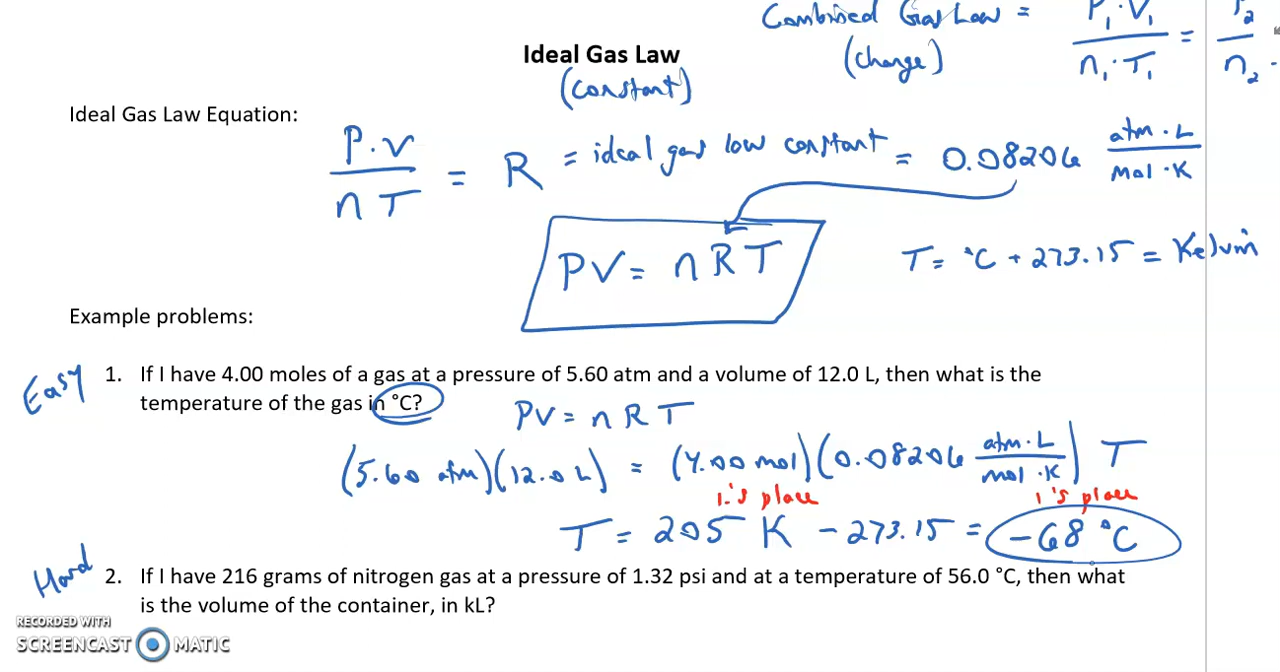 Combined Gas Law = P₁·V₁ / n₁·T₁ = / n₂ ·
(change)
Ideal Gas Law
(constant)
Ideal Gas Law Equation:
P.V / n T = R = ideal gas low constant = 0.08206 atm·L / mol·K
PV = nRT
T = °C + 273.15 = Kelvin
Example problems:
Easy
1. If I have 4.00 moles of a gas at a pressure of 5.60 atm and a volume of 12.0 L, then what is the
temperature of the gas in °C?
PV = n R T
(5.60 atm)(12.0 L) = (4.00 mol)(0.08206 atm·L / mol·K) T
1's place 1's place
T = 205 K - 273.15 = -68 °C
Hard
2. If I have 216 grams of nitrogen gas at a pressure of 1.32 psi and at a temperature of 56.0 °C, then what
is the volume of the container, in kL?
RECORDED WITH
SCREENCAST MATIC